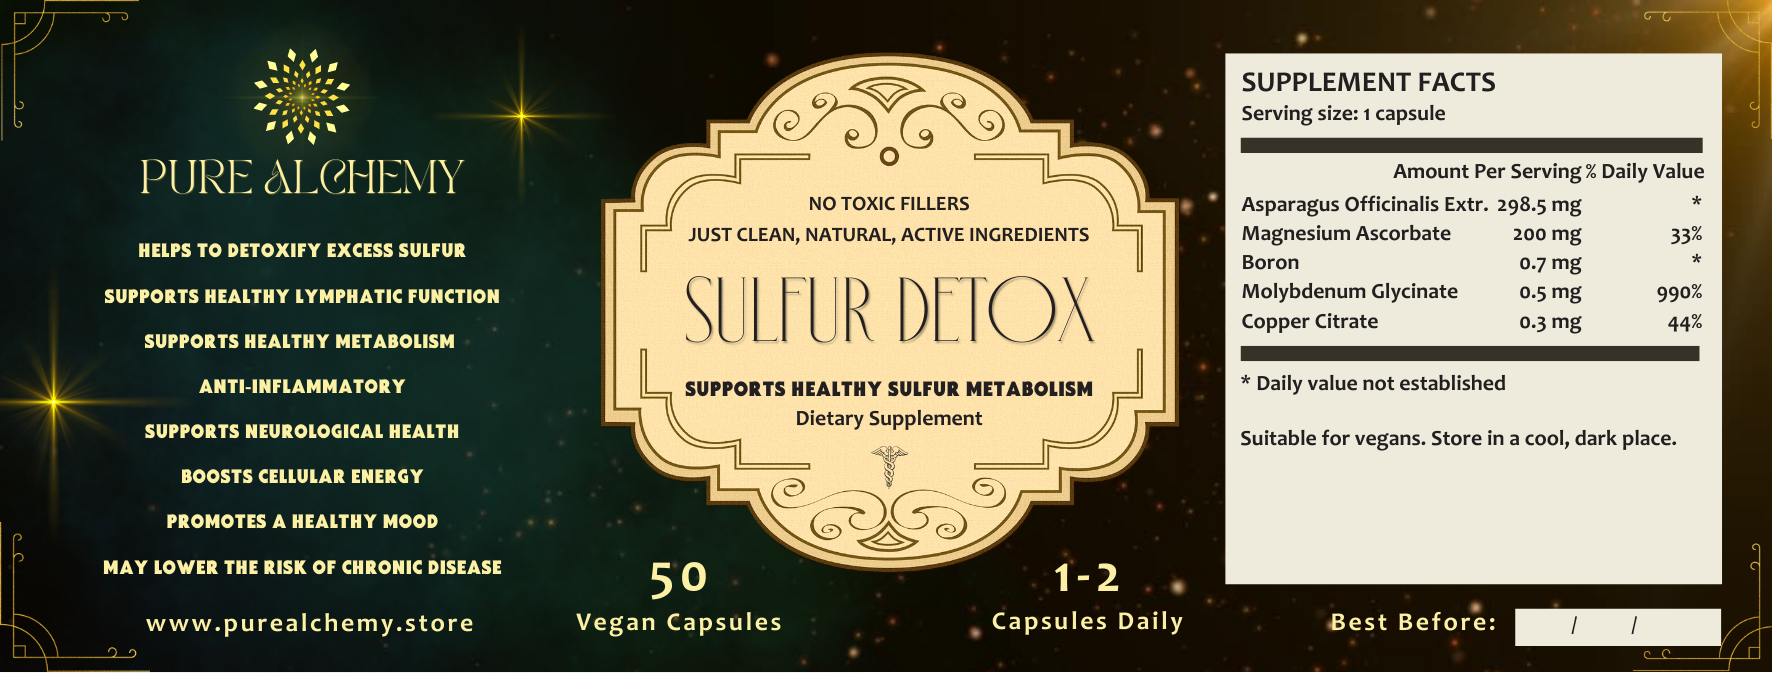 PURE ALCHEMY
HELPS TO DETOXIFY EXCESS SULFUR
SUPPORTS HEALTHY LYMPHATIC FUNCTION
SUPPORTS HEALTHY METABOLISM
ANTI-INFLAMMATORY
SUPPORTS NEUROLOGICAL HEALTH
BOOSTS CELLULAR ENERGY
PROMOTES A HEALTHY MOOD
MAY LOWER THE RISK OF CHRONIC DISEASE
www.purealchemy.store
NO TOXIC FILLERS
JUST CLEAN, NATURAL, ACTIVE INGREDIENTS
SULFUR DETOX
SUPPORTS HEALTHY SULFUR METABOLISM
Dietary Supplement
50
Vegan Capsules
1-2
Capsules Daily
SUPPLEMENT FACTS
Serving size: 1 capsule
Amount Per Serving % Daily Value
Asparagus Officinalis Extr. 298.5 mg *
Magnesium Ascorbate 200 mg 33%
Boron 0.7 mg *
Molybdenum Glycinate 0.5 mg 990%
Copper Citrate 0.3 mg 44%
* Daily value not established
Suitable for vegans. Store in a cool, dark place.
Best Before: / /